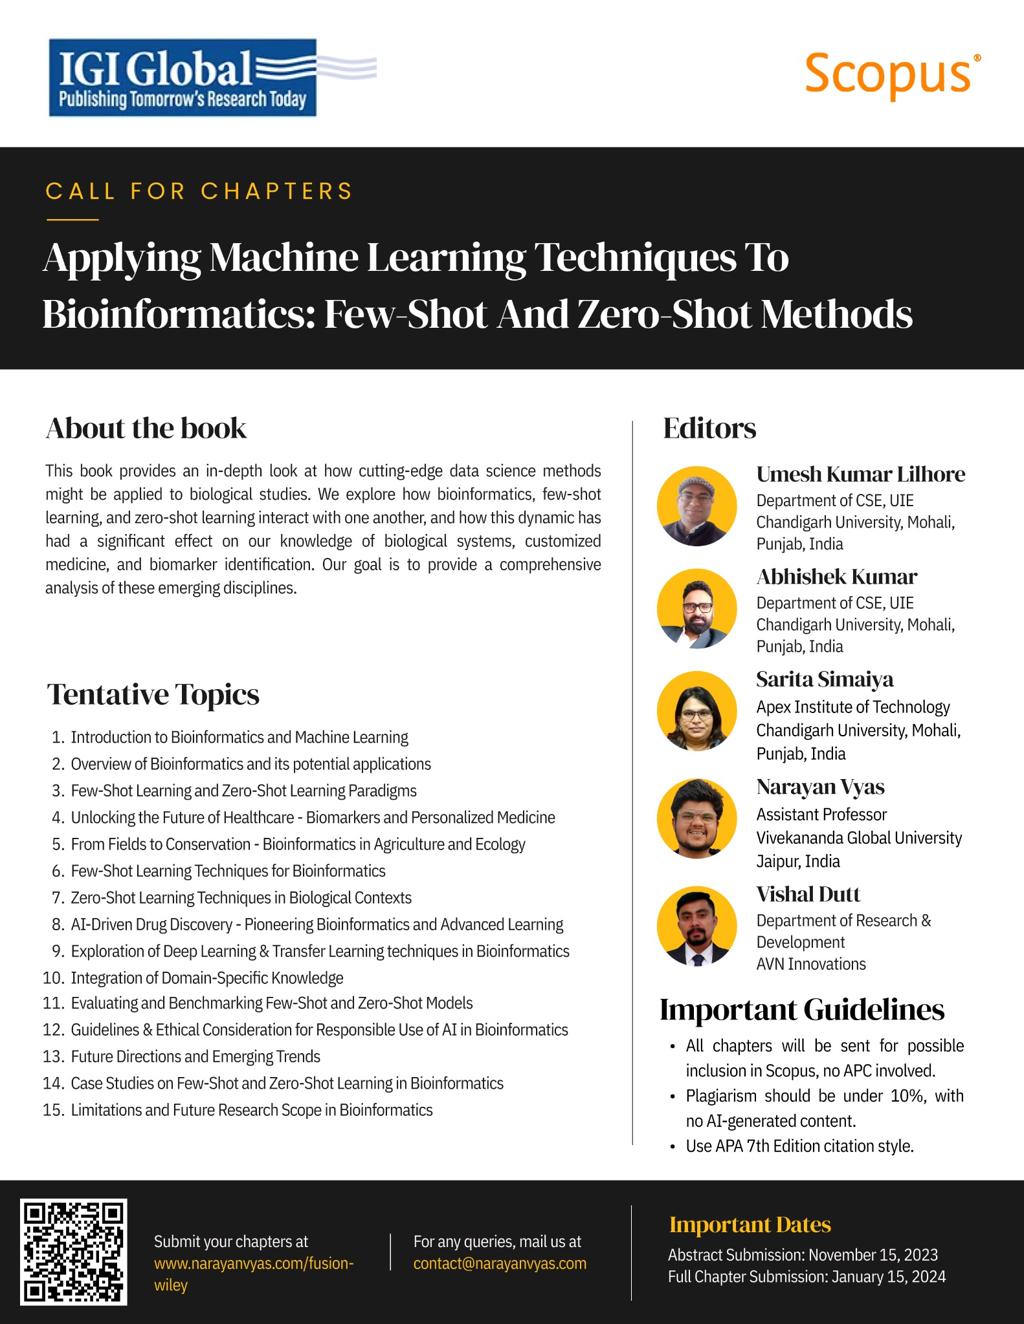 IGI Global
Publishing Tomorrow's Research Today
Scopus®
CALL FOR CHAPTERS
Applying Machine Learning Techniques To
Bioinformatics: Few-Shot And Zero-Shot Methods
About the book
This book provides an in-depth look at how cutting-edge data science methods
might be applied to biological studies. We explore how bioinformatics, few-shot
learning, and zero-shot learning interact with one another, and how this dynamic has
had a significant effect on our knowledge of biological systems, customized
medicine, and biomarker identification. Our goal is to provide a comprehensive
analysis of these emerging disciplines.
Tentative Topics
1. Introduction to Bioinformatics and Machine Learning
2. Overview of Bioinformatics and its potential applications
3. Few-Shot Learning and Zero-Shot Learning Paradigms
4. Unlocking the Future of Healthcare - Biomarkers and Personalized Medicine
5. From Fields to Conservation - Bioinformatics in Agriculture and Ecology
6. Few-Shot Learning Techniques for Bioinformatics
7. Zero-Shot Learning Techniques in Biological Contexts
8. AI-Driven Drug Discovery - Pioneering Bioinformatics and Advanced Learning
9. Exploration of Deep Learning & Transfer Learning techniques in Bioinformatics
10. Integration of Domain-Specific Knowledge
11. Evaluating and Benchmarking Few-Shot and Zero-Shot Models
12. Guidelines & Ethical Consideration for Responsible Use of AI in Bioinformatics
13. Future Directions and Emerging Trends
14. Case Studies on Few-Shot and Zero-Shot Learning in Bioinformatics
15. Limitations and Future Research Scope in Bioinformatics
Editors
Umesh Kumar Lilhore
Department of CSE, UIE
Chandigarh University, Mohali,
Punjab, India
Abhishek Kumar
Department of CSE, UIE
Chandigarh University, Mohali,
Punjab, India
Sarita Simaiya
Apex Institute of Technology
Chandigarh University, Mohali,
Punjab, India
Narayan Vyas
Assistant Professor
Vivekananda Global University
Jaipur, India
Vishal Dutt
Department of Research &
Development
AVN Innovations
Important Guidelines
• All chapters will be sent for possible
inclusion in Scopus, no APC involved.
• Plagiarism should be under 10%, with
no AI-generated content.
• Use APA 7th Edition citation style.
Submit your chapters at
www.narayanvyas.com/fusion-
wiley
For any queries, mail us at
contact@narayanvyas.com
Important Dates
Abstract Submission: November 15, 2023
Full Chapter Submission: January 15, 2024